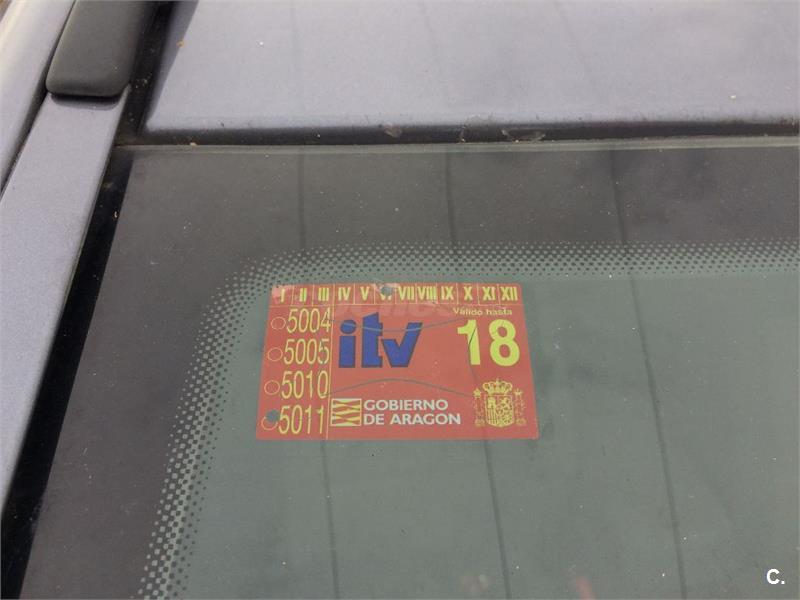 I II III IV V VI VII VIII IX X XI XII
5004
5005
5010
5011
itv
Válido hasta
18
GOBIERNO
DE ARAGON
C.